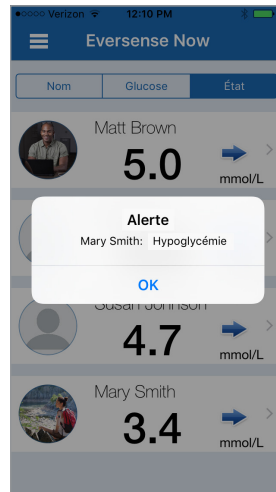 Verizon 12:10 PM
Eversense Now
Nom Glucose État
Matt Brown
5.0
mmol/L
Alerte
Mary Smith: Hypoglycémie
OK
Susan Johnson
4.7
mmol/L
Mary Smith
3.4
mmol/L